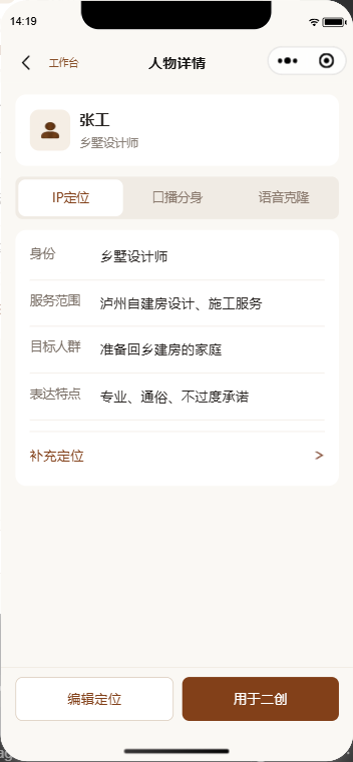 14:19
工作台
人物详情
张工
乡墅设计师
IP定位
口播分身
语音克隆
身份
乡墅设计师
服务范围
泸州自建房设计、施工服务
目标人群
准备回乡建房的家庭
表达特点
专业、通俗、不过度承诺
补充定位
>
编辑定位
用于二创